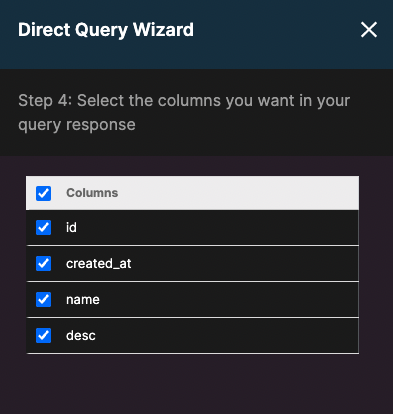 Direct Query Wizard
Step 4: Select the columns you want in your
query response
Columns
id
created_at
name
desc